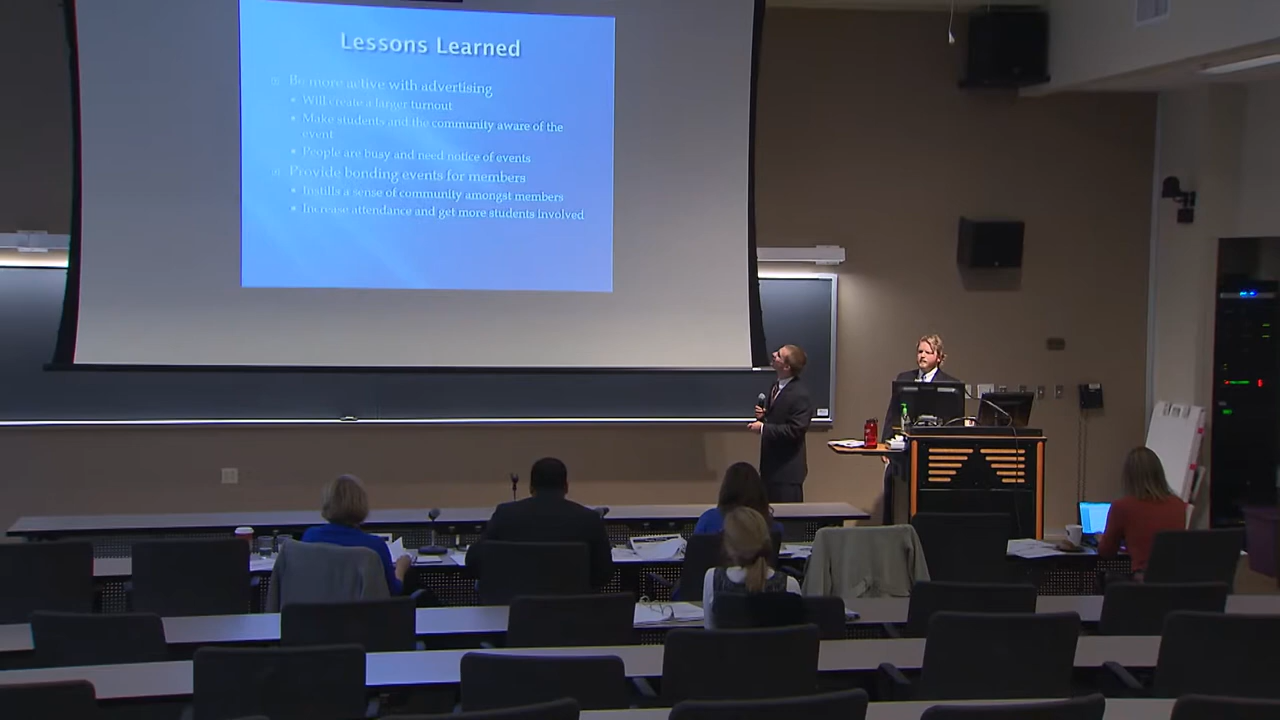 Lessons Learned
Be more active with advertising
Will create a larger turnout
Make students and the community aware of the
event
People are busy and need notice of events
Provide bonding events for members
Instills a sense of community amongst members
Increase attendance and get more students involved